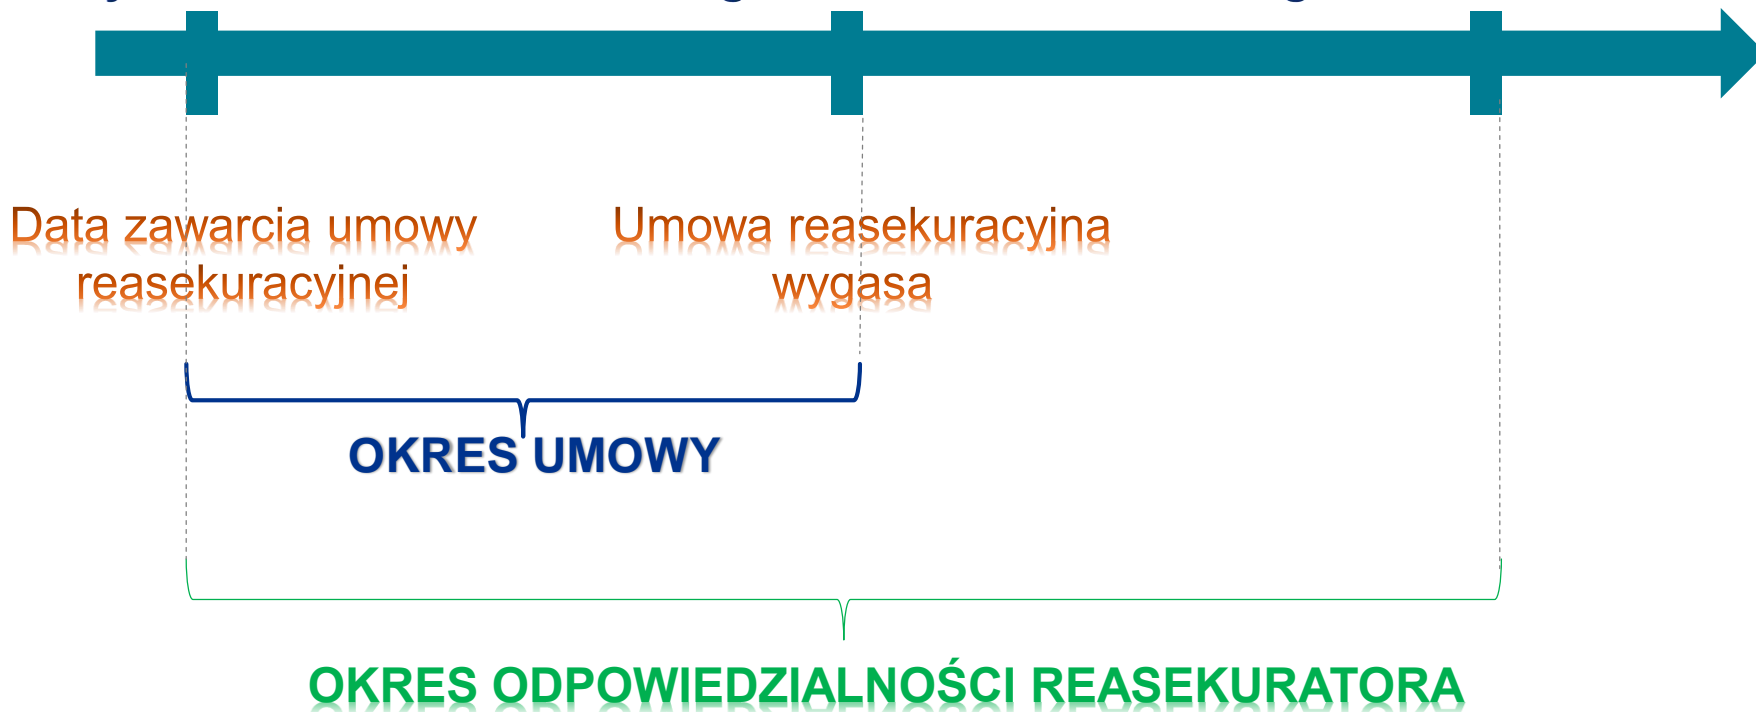 Data zawarcia umowy
reasekuracyjnej
Umowa reasekuracyjna
wygasa
OKRES UMOWY
OKRES ODPOWIEDZIALNOŚCI REASEKURATORA